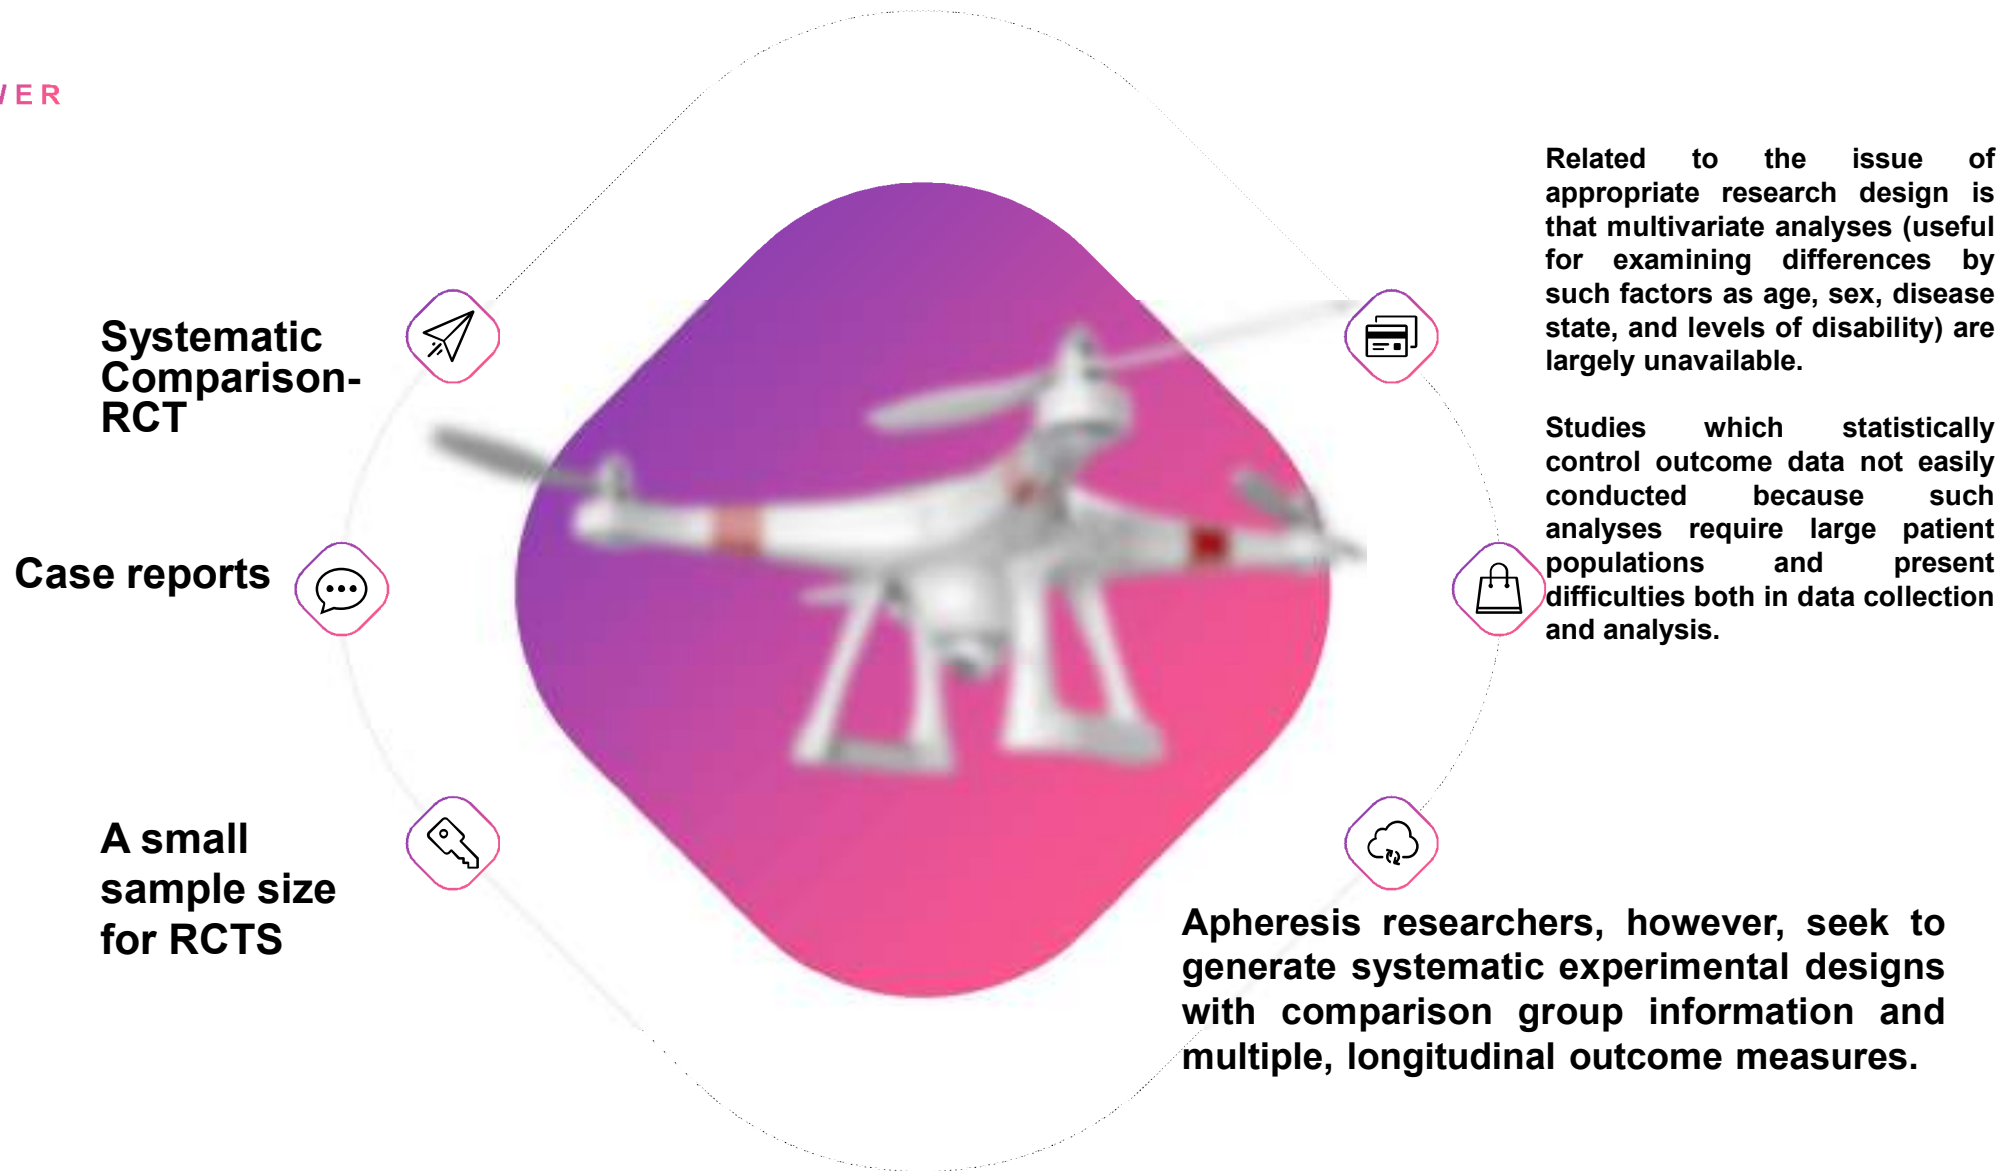 WER
Systematic
Comparison-
RCT
Case reports
A small
sample size
for RCTS
Related to the issue of
appropriate research design is
that multivariate analyses (useful
for examining differences by
such factors as age, sex, disease
state, and levels of disability) are
largely unavailable.
Studies which statistically
control outcome data not easily
conducted because such
analyses require large patient
populations and present
difficulties both in data collection
and analysis.
Apheresis researchers, however, seek to
generate systematic experimental designs
with comparison group information and
multiple, longitudinal outcome measures.